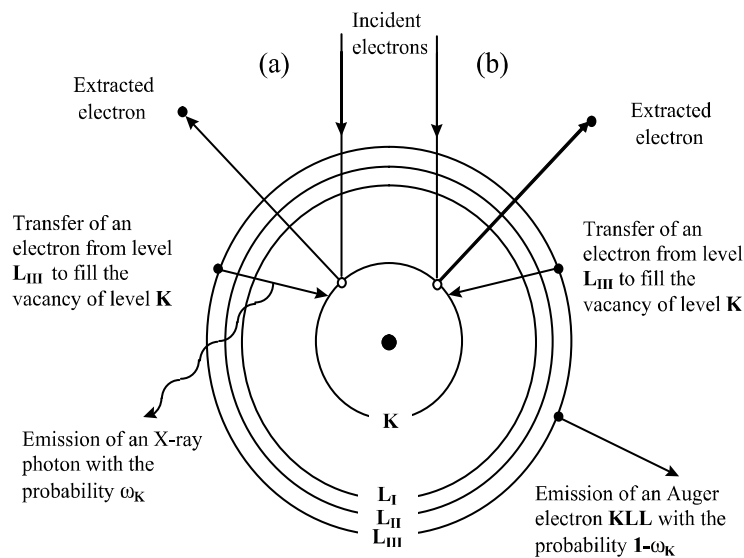 Incident
electrons
(a)
(b)
Extracted
electron
Extracted
electron
Transfer of an
electron from level
L_III to fill the
vacancy of level K
Transfer of an
electron from level
L_III to fill the
vacancy of level K
K
Emission of an X-ray
photon with the
probability ω_K
L_I
L_II
L_III
Emission of an Auger
electron KLL with the
probability 1-ω_K